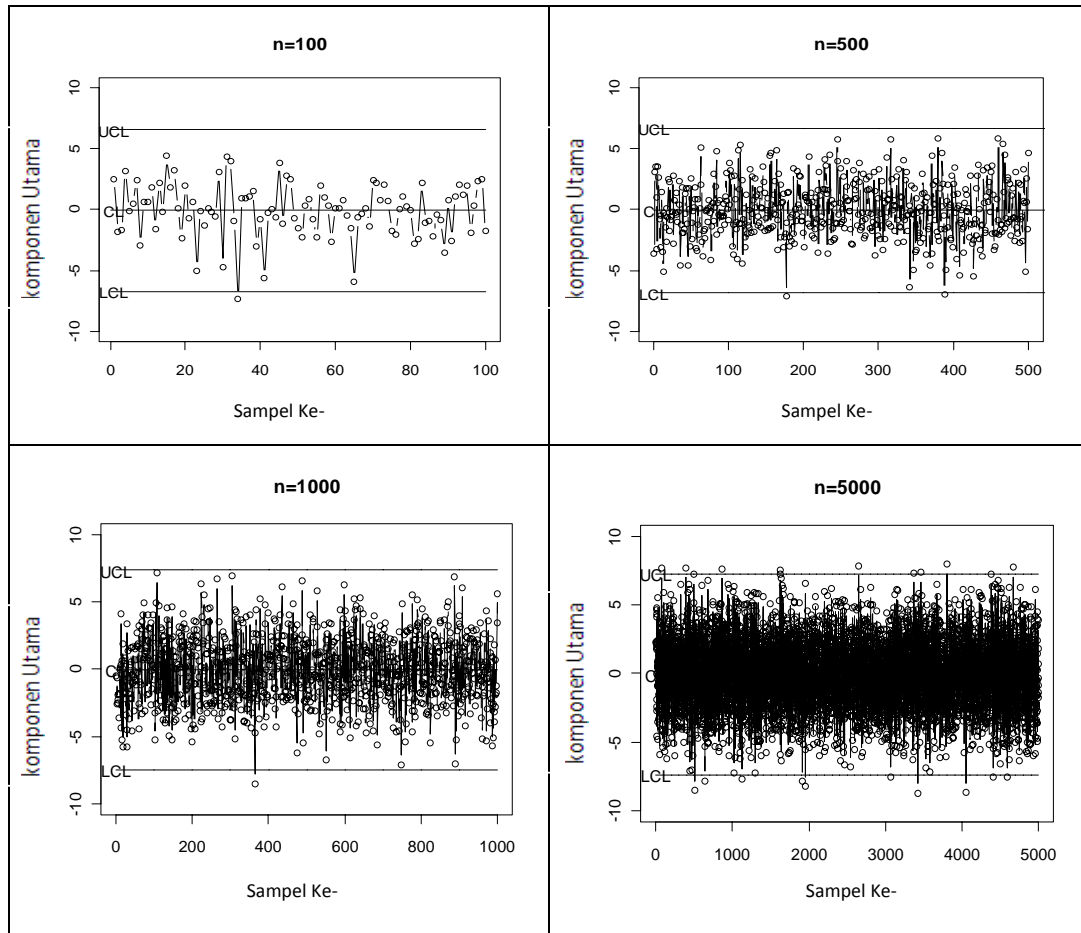 n=100
komponen Utama
10
5
0
-5
-10
UCL
CL
LCL
0 20 40 60 80 100
Sampel Ke-
n=500
komponen Utama
10
5
0
-5
-10
UCL
C
LCL
0 100 200 300 400 500
Sampel Ke-
n=1000
komponen Utama
10
5
0
-5
-10
UCL
C
LCL
0 200 400 600 800 1000
Sampel Ke-
n=5000
komponen Utama
10
5
0
-5
-10
UCL
C
LCL
0 1000 2000 3000 4000 5000
Sampel Ke-